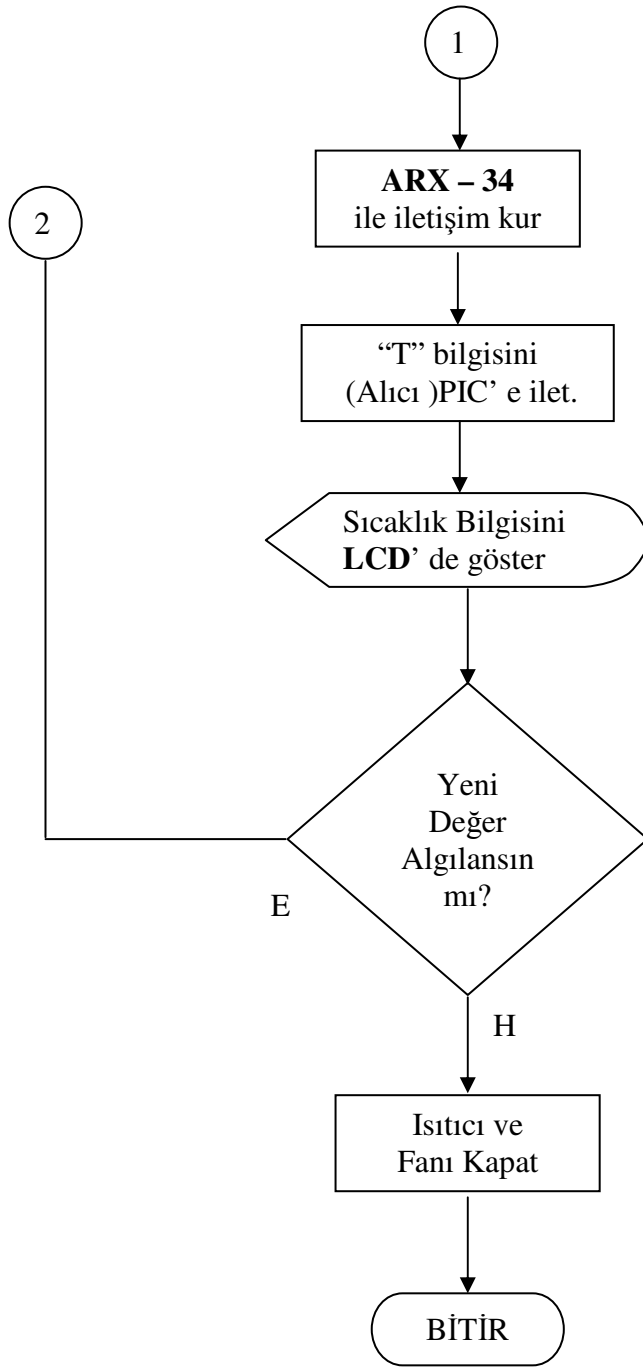 1
ARX – 34
ile iletişim kur
2
“T” bilgisini
(Alıcı )PIC’ e ilet.
Sıcaklık Bilgisini
LCD’ de göster
Yeni
Değer
Algılansın
mı?
E
H
Isıtıcı ve
Fanı Kapat
BİTİR